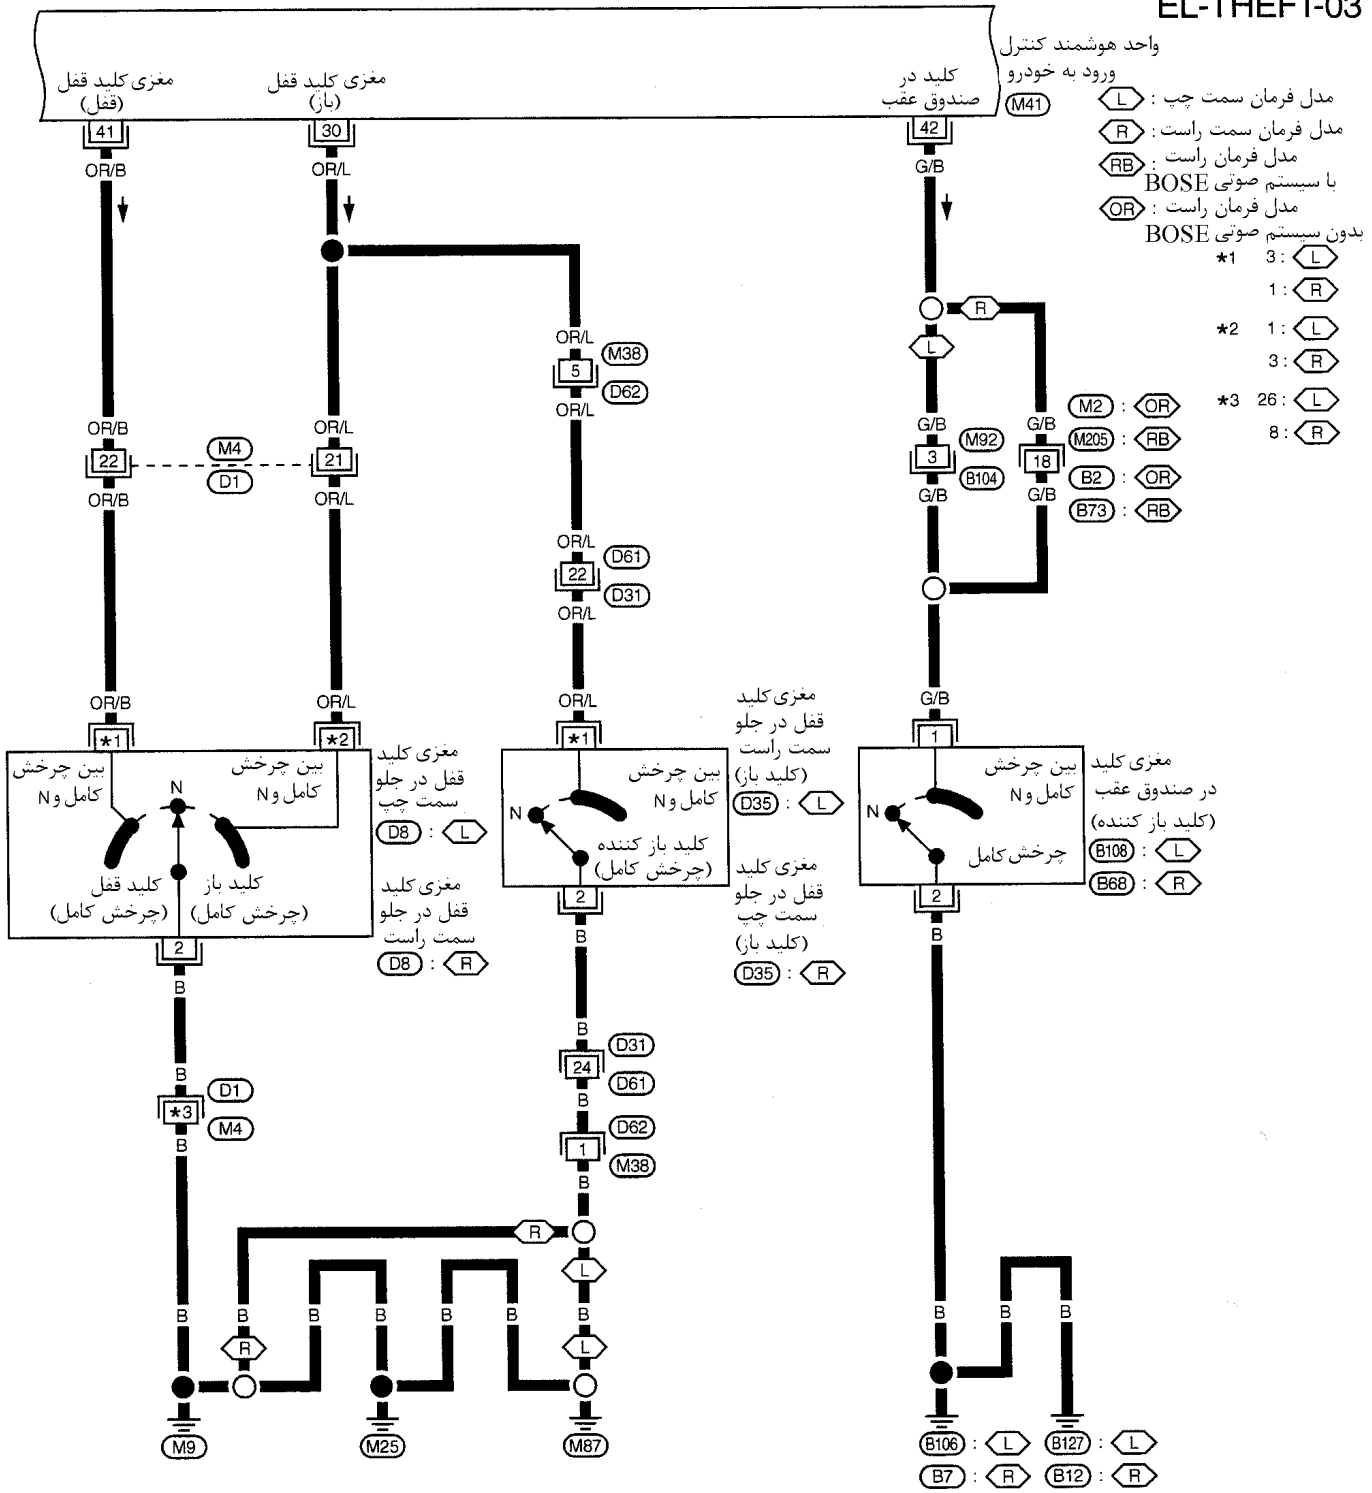 EL-THEFT-03
واحد هوشمند کنترل
ورود به خودرو
M41
مغزی کلید قفل
(قفل)
مغزی کلید قفل
(باز)
کلید در
صندوق عقب
41
30
42
OR/B
OR/L
G/B
L : مدل فرمان سمت چپ
R : مدل فرمان سمت راست
RB : مدل فرمان راست
با سیستم صوتی BOSE
OR : مدل فرمان راست
بدون سیستم صوتی BOSE
*1 3 : L
1 : R
*2 1 : L
3 : R
*3 26 : L
8 : R
R
L
OR/L
5
M38
D62
OR/L
OR/B
22
OR/B
M4
D1
OR/L
21
OR/L
G/B
3
G/B
M92
B104
G/B
18
G/B
M2 : OR
M205 : RB
B2 : OR
B73 : RB
OR/L
22
OR/L
D61
D31
OR/B
*1
OR/L
*2
OR/L
*1
G/B
1
بین چرخش
کامل و N
N
بین چرخش
کامل و N
کلید قفل
(چرخش کامل)
کلید باز
(چرخش کامل)
2
مغزی کلید
قفل در جلو
سمت چپ
D8 : L
مغزی کلید
قفل در جلو
سمت راست
D8 : R
بین چرخش
کامل و N
N
کلید باز کننده
(چرخش کامل)
2
مغزی کلید
قفل در جلو
سمت راست
(کلید باز)
D35 : L
مغزی کلید
قفل در جلو
سمت چپ
(کلید باز)
D35 : R
بین چرخش
کامل و N
N
چرخش کامل
2
مغزی کلید
در صندوق عقب
(کلید باز کننده)
B108 : L
B68 : R
B
B
*3
B
D1
M4
B
B
24
B
D31
D61
1
B
D62
M38
B
R
L
B
B
R
B
B
B
B
B
L
B
B
B
M9
M25
M87
B106 : L
B7 : R
B127 : L
B12 : R